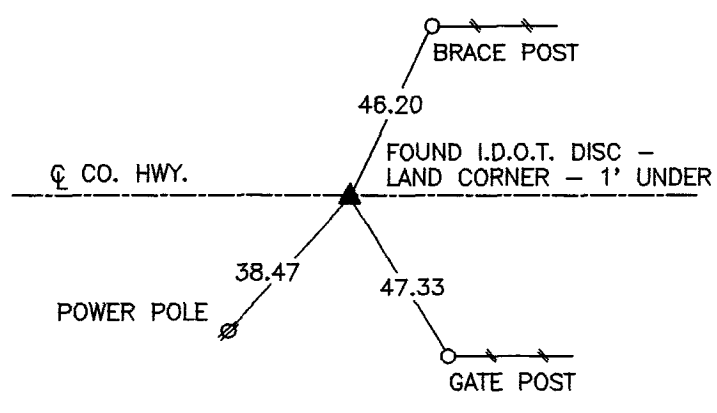 BRACE POST
46.20
FOUND I.D.O.T. DISC –
LAND CORNER – 1' UNDER
℄ CO. HWY.
38.47
47.33
POWER POLE
GATE POST